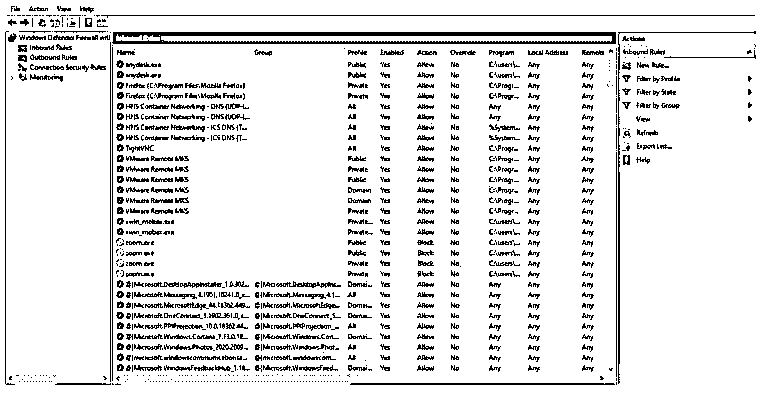 File Action View Help
Windows Defender Firewall wit
Inbound Rules
Outbound Rules
Connection Security Rules
Monitoring
Name Group Profile Enabled Action Override Program Local Address Remote
anydesk.exe Public Yes Allow No C:\users\... Any Any
anydesk.exe Private Yes Allow No C:\users\... Any Any
Firefox (C:\Program Files\Mozilla Firefox) Private Yes Allow No C:\Progr... Any Any
Firefox (C:\Program Files\Mozilla Firefox) Private Yes Allow No C:\Progr... Any Any
HNS Container Networking - DNS (UDP-I... All Yes Allow No Any Any Any
HNS Container Networking - DNS (UDP-I... All Yes Allow No Any Any Any
HNS Container Networking - ICS DNS (T... All Yes Allow No %System... Any Any
HNS Container Networking - ICS DNS (T... All Yes Allow No %System... Any Any
TightVNC All Yes Allow No C:\Progr... Any Any
VMware Remote MKS Public Yes Allow No C:\Progr... Any Any
VMware Remote MKS Private Yes Allow No C:\Progr... Any Any
VMware Remote MKS Public Yes Allow No C:\Progr... Any Any
VMware Remote MKS Domain Yes Allow No C:\Progr... Any Any
VMware Remote MKS Domain Yes Allow No C:\Progr... Any Any
VMware Remote MKS Private Yes Allow No C:\Progr... Any Any
xwin_mobax.exe Private... Yes Allow No C:\users\... Any Any
xwin_mobax.exe Private... Yes Allow No C:\users\... Any Any
zoom.exe Public Yes Block No C:\users\... Any Any
zoom.exe Public Yes Block No C:\users\... Any Any
zoom.exe Private Yes Block No C:\users\... Any Any
zoom.exe Private Yes Block No C:\users\... Any Any
@{Microsoft.DesktopAppInstaller_1.0.302... @{Microsoft.DesktopAppIns... Domai... Yes Allow No Any Any Any
@{Microsoft.Messaging_4.1901.10241.0_x... @{Microsoft.Messaging_4.1... All Yes Allow No Any Any Any
@{Microsoft.MicrosoftEdge_44.18362.449... @{Microsoft.MicrosoftEdge... Domai... Yes Allow No Any Any Any
@{Microsoft.OneConnect_5.1902.361.0_x... @{Microsoft.OneConnect_5... Domai... Yes Allow No Any Any Any
@{Microsoft.PPIProjection_10.0.18362.44... @{Microsoft.PPIProjection_... All Yes Allow No Any Any Any
@{Microsoft.Windows.Cortana_1.13.0.18... @{Microsoft.Windows.Cort... Domai... Yes Allow No Any Any Any
@{Microsoft.Windows.Photos_2020.2009... @{Microsoft.Windows.Phot... All Yes Allow No Any Any Any
@{microsoft.windowscommunicationsa... @{microsoft.windowscom... All Yes Allow No Any Any Any
@{Microsoft.WindowsFeedbackHub_1.19... @{Microsoft.WindowsFeed... Domai... Yes Allow No Any Any Any
Actions
Inbound Rules
New Rule...
Filter by Profile
Filter by State
Filter by Group
View
Refresh
Export List...
Help